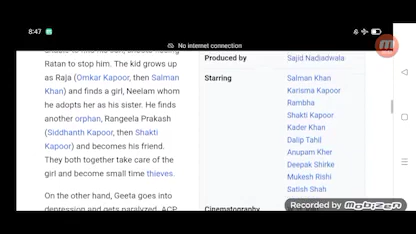 8:47
No internet connection
Ratan to stop him. The kid grows up
as Raja (Omkar Kapoor, then Salman
Khan) and finds a girl, Neelam whom
he adopts her as his sister. He finds
another orphan, Rangeela Prakash
(Siddhanth Kapoor, then Shakti
Kapoor) and becomes his friend.
They both together take care of the
girl and become small time thieves.
On the other hand, Geeta goes into
depression and gets paralyzed. ACP
Produced by Sajid Nadiadwala
Starring Salman Khan
Karisma Kapoor
Rambha
Shakti Kapoor
Kader Khan
Dalip Tahil
Anupam Kher
Deepak Shirke
Mukesh Rishi
Satish Shah
Cinematography
Recorded by Mobizen